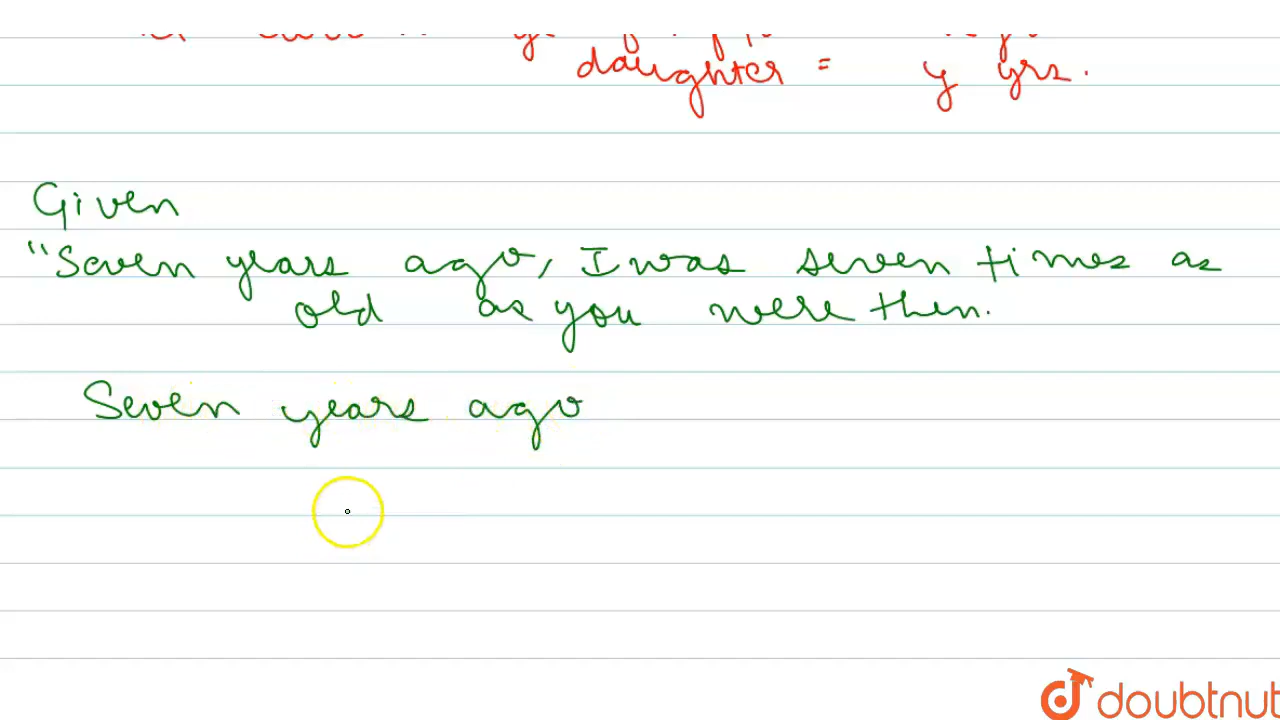 daughter = y yrs.
Given
"Seven years ago, I was seven times as
old as you were then.
Seven years ago
doubtnut